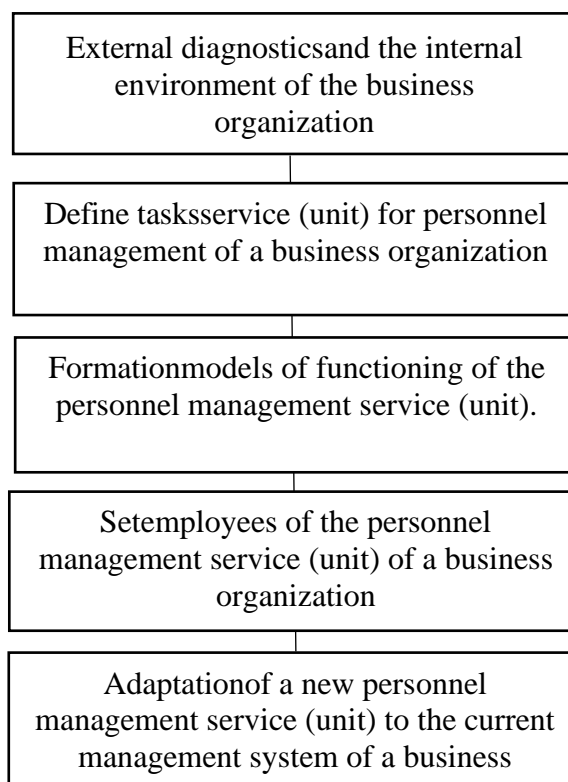 External diagnosticsand the internal
environment of the business
organization
Define tasksservice (unit) for personnel
management of a business organization
Formationmodels of functioning of the
personnel management service (unit).
Setemployees of the personnel
management service (unit) of a business
organization
Adaptationof a new personnel
management service (unit) to the current
management system of a business